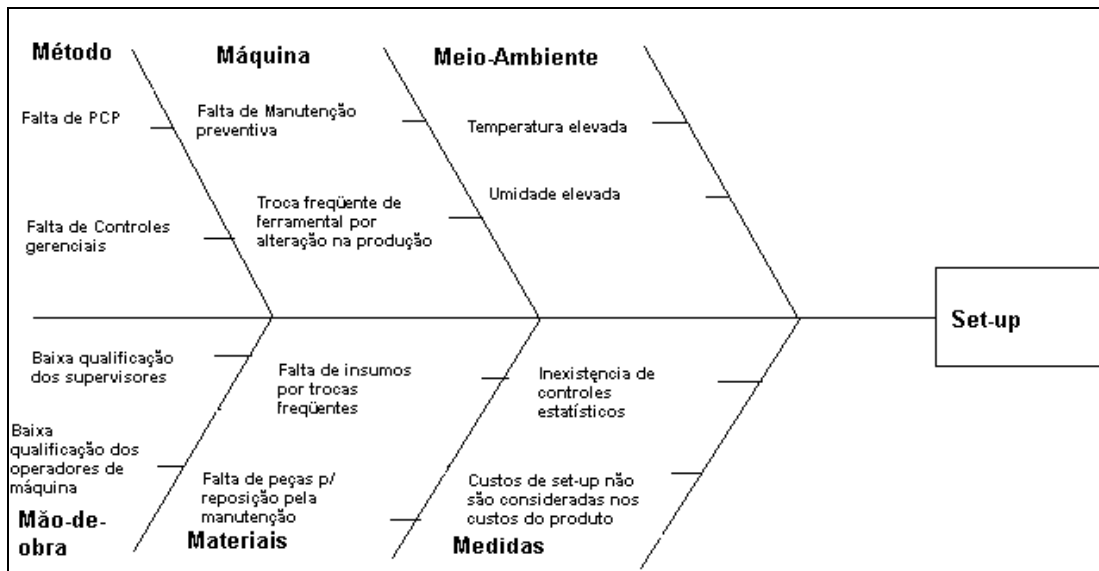 Método
Máquina
Meio-Ambiente
Falta de PCP
Falta de Manutenção
preventiva
Temperatura elevada
Falta de Controles
gerenciais
Troca freqüente de
ferramental por
alteração na produção
Umidade elevada
Set-up
Baixa qualificação
dos supervisores
Falta de insumos
por trocas
freqüentes
Inexistência de
controles
estatísticos
Baixa
qualificação dos
operadores de
máquina
Falta de peças p/
reposição pela
manutenção
Custos de set-up não
são consideradas nos
custos do produto
Mão-de-
obra
Materiais
Medidas